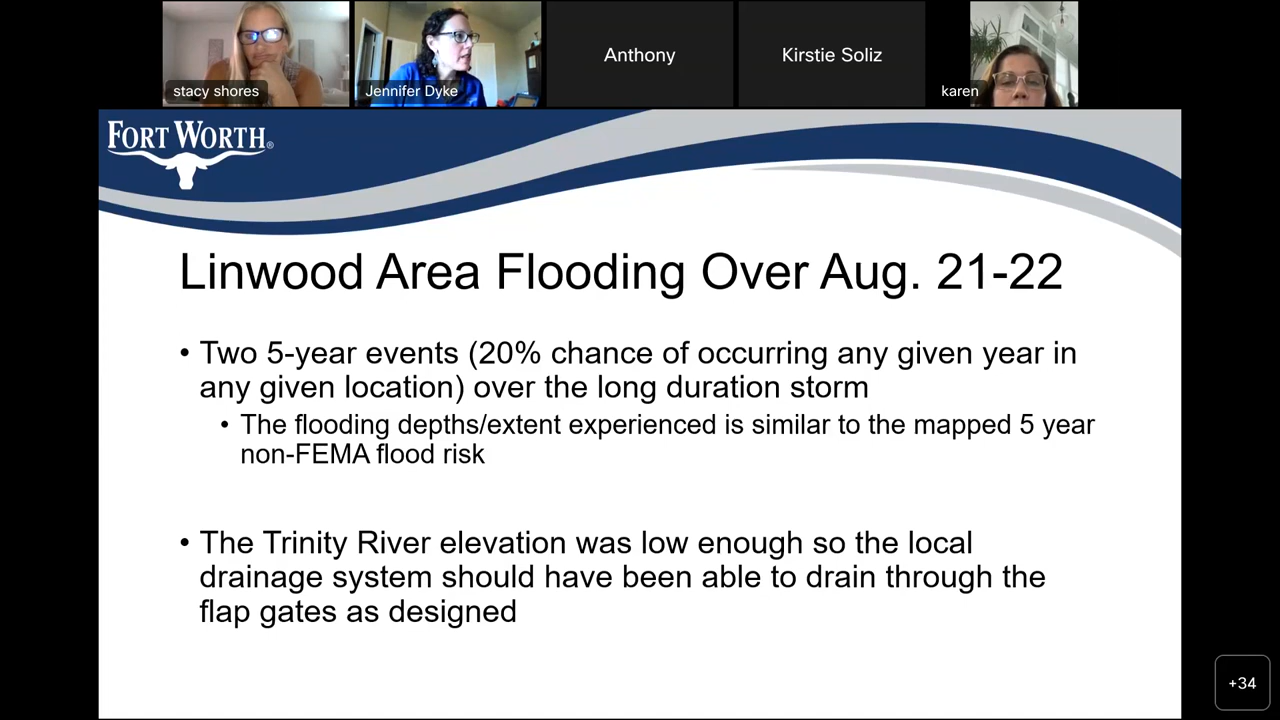 stacy shores
Jennifer Dyke
Anthony
Kirstie Soliz
karen
FORT WORTH®
Linwood Area Flooding Over Aug. 21-22
• Two 5-year events (20% chance of occurring any given year in
any given location) over the long duration storm
• The flooding depths/extent experienced is similar to the mapped 5 year
non-FEMA flood risk
• The Trinity River elevation was low enough so the local
drainage system should have been able to drain through the
flap gates as designed
+34